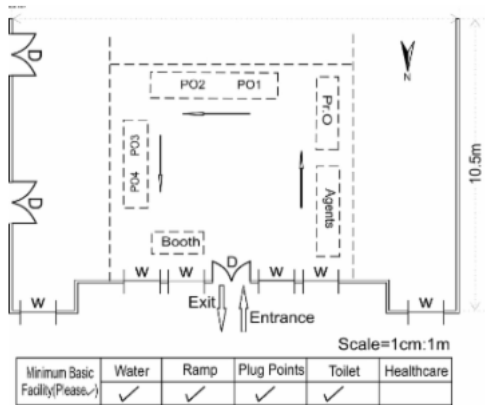 D
N
PO2 PO1
Pr.O
10.5m
PO3
PO4
D
Agents
Booth
D
W W W W
W Exit Entrance W
Scale=1cm:1m
Minimum Basic Facility(Please✓) Water Ramp Plug Points Toilet Healthcare
✓ ✓ ✓ ✓